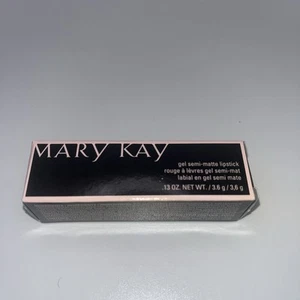 MARY KAY
gel semi-matte lipstick
rouge à lèvres gel semi-mat
labial en gel semi mate
.13 OZ. NET WT. / 3.6 g / 3,6 g